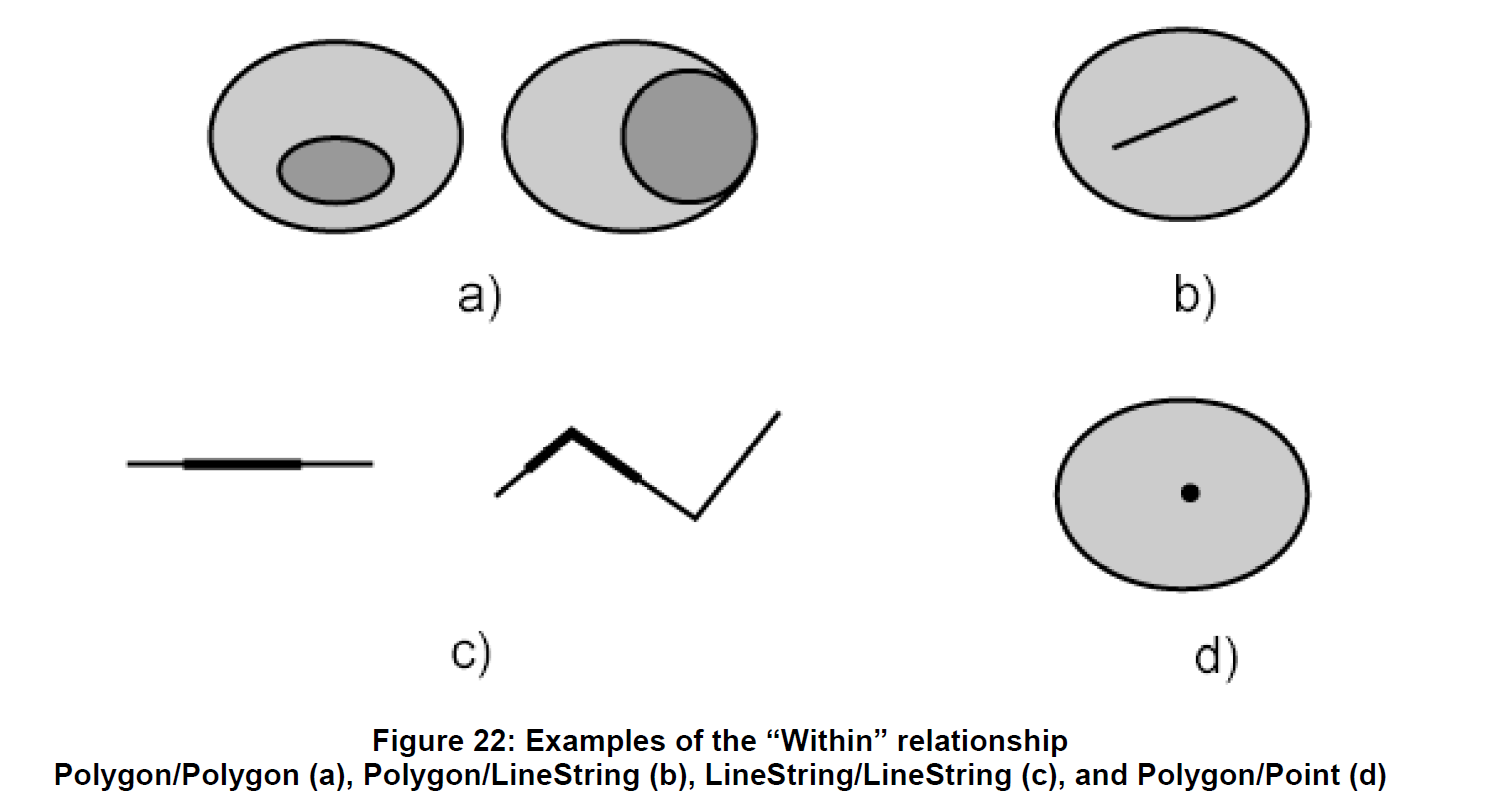 a)
b)
c)
d)
Figure 22: Examples of the “Within” relationship
Polygon/Polygon (a), Polygon/LineString (b), LineString/LineString (c), and Polygon/Point (d)